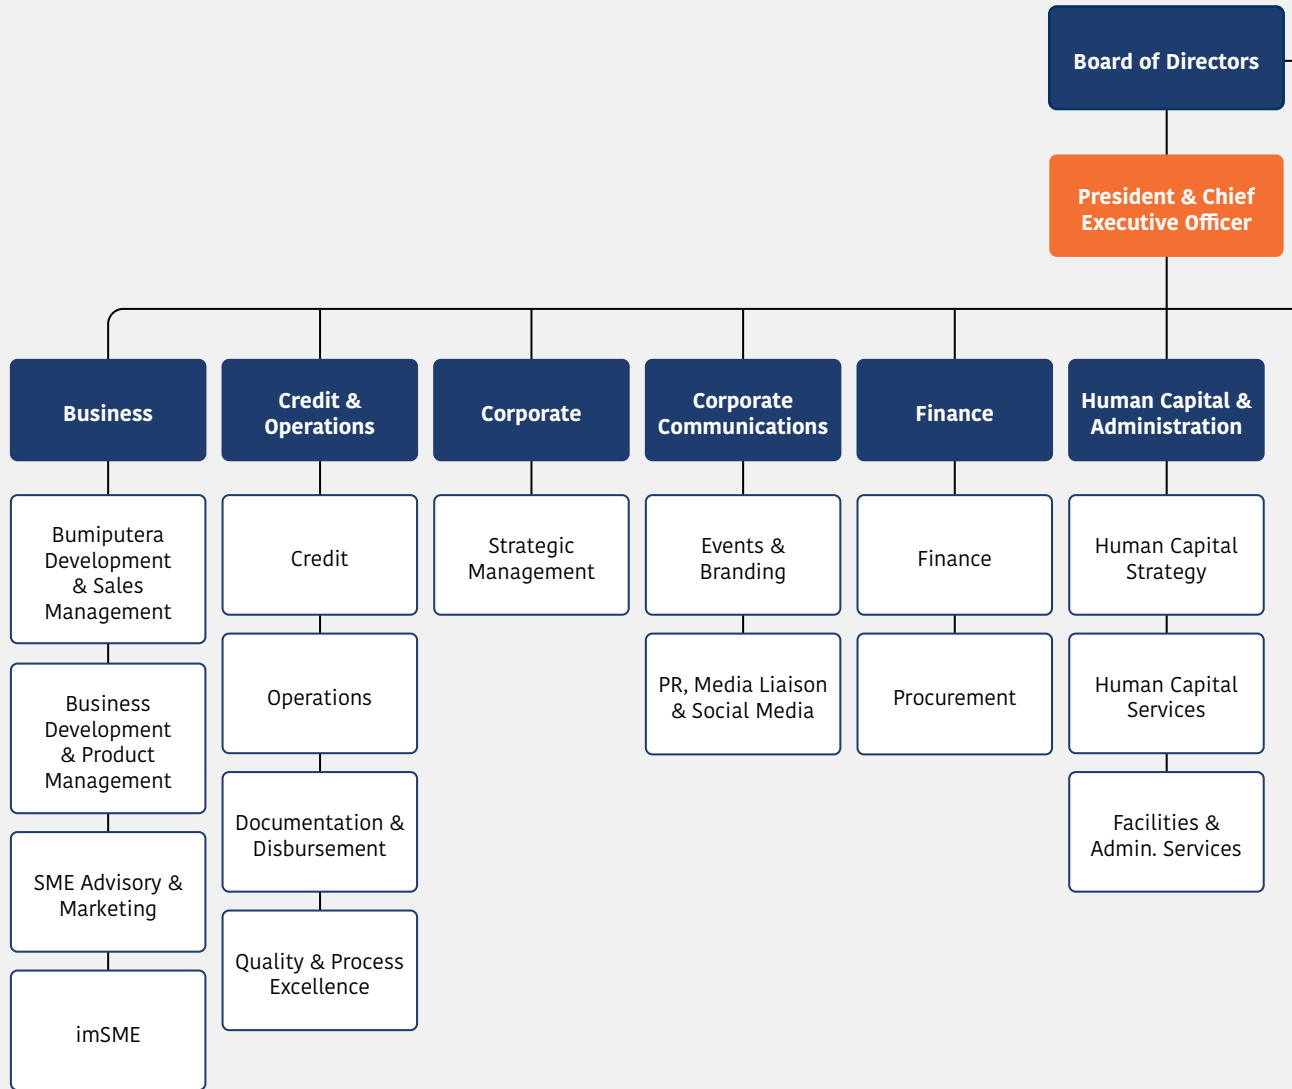 Board of Directors
President & Chief
Executive Officer
Business
Credit &
Operations
Corporate
Corporate
Communications
Finance
Human Capital &
Administration
Bumiputera
Development
& Sales
Management
Business
Development
& Product
Management
SME Advisory &
Marketing
imSME
Credit
Operations
Documentation &
Disbursement
Quality & Process
Excellence
Strategic
Management
Events &
Branding
PR, Media Liaison
& Social Media
Finance
Procurement
Human Capital
Strategy
Human Capital
Services
Facilities &
Admin. Services